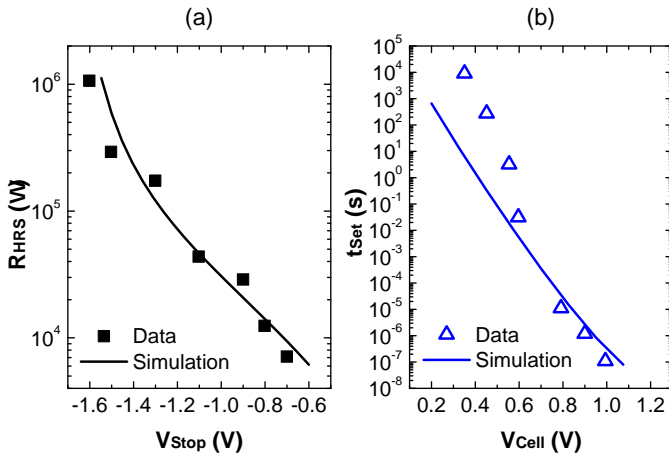 (a)
(b)
R_HRS (W)
10^6
10^5
10^4
Data
Simulation
-1.6 -1.4 -1.2 -1.0 -0.8 -0.6
V_Stop (V)
t_Set (s)
10^5
10^4
10^3
10^2
10^1
10^0
10^-1
10^-2
10^-3
10^-4
10^-5
10^-6
10^-7
10^-8
Data
Simulation
0.2 0.4 0.6 0.8 1.0 1.2
V_Cell (V)